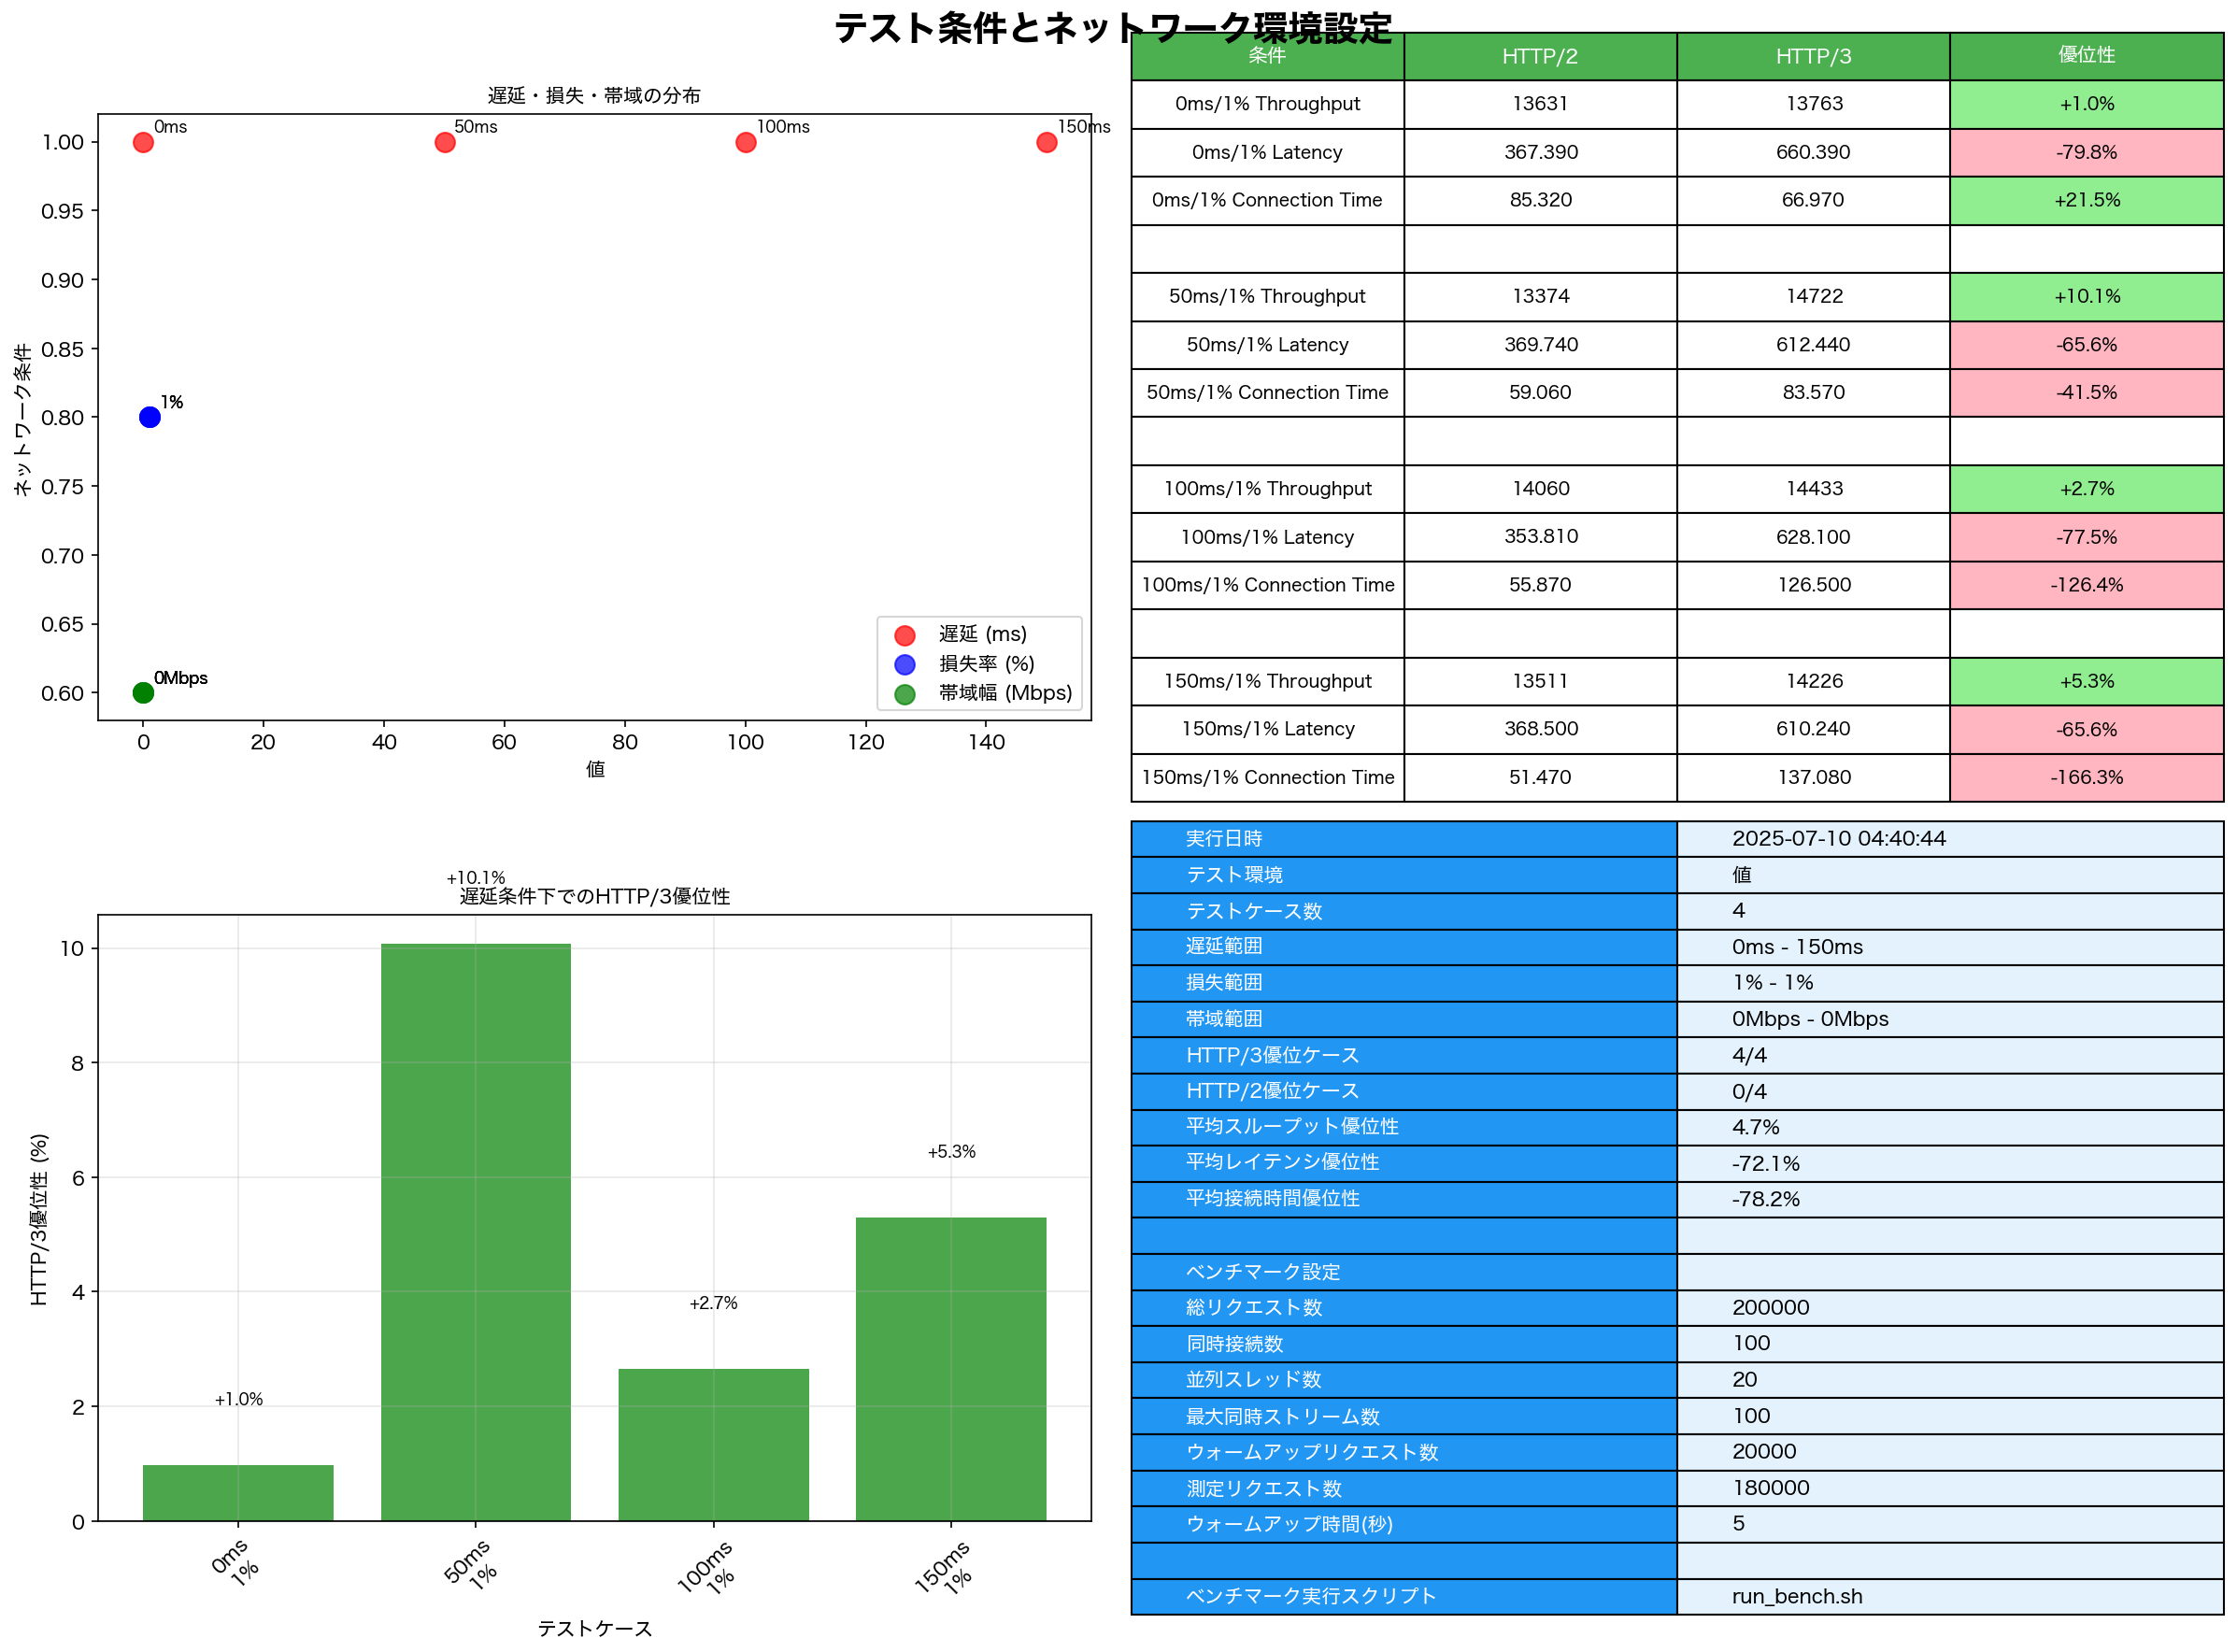 テスト条件とネットワーク環境設定
遅延・損失・帯域の分布
ネットワーク条件
1.00
0.95
0.90
0.85
0.80
0.75
0.70
0.65
0.60
0ms
50ms
100ms
150ms
1%
0Mbps
遅延 (ms)
損失率 (%)
帯域幅 (Mbps)
0 20 40 60 80 100 120 140
値
条件 HTTP/2 HTTP/3 優位性
0ms/1% Throughput 13631 13763 +1.0%
0ms/1% Latency 367.390 660.390 -79.8%
0ms/1% Connection Time 85.320 66.970 +21.5%
50ms/1% Throughput 13374 14722 +10.1%
50ms/1% Latency 369.740 612.440 -65.6%
50ms/1% Connection Time 59.060 83.570 -41.5%
100ms/1% Throughput 14060 14433 +2.7%
100ms/1% Latency 353.810 628.100 -77.5%
100ms/1% Connection Time 55.870 126.500 -126.4%
150ms/1% Throughput 13511 14226 +5.3%
150ms/1% Latency 368.500 610.240 -65.6%
150ms/1% Connection Time 51.470 137.080 -166.3%
遅延条件下でのHTTP/3優位性
HTTP/3優位性 (%)
10
8
6
4
2
0
+1.0%
+10.1%
+2.7%
+5.3%
0ms
1%
50ms
1%
100ms
1%
150ms
1%
テストケース
実行日時 2025-07-10 04:40:44
テスト環境 値
テストケース数 4
遅延範囲 0ms - 150ms
損失範囲 1% - 1%
帯域範囲 0Mbps - 0Mbps
HTTP/3優位ケース 4/4
HTTP/2優位ケース 0/4
平均スループット優位性 4.7%
平均レイテンシ優位性 -72.1%
平均接続時間優位性 -78.2%
ベンチマーク設定
総リクエスト数 200000
同時接続数 100
並列スレッド数 20
最大同時ストリーム数 100
ウォームアップリクエスト数 20000
測定リクエスト数 180000
ウォームアップ時間(秒) 5
ベンチマーク実行スクリプト run_bench.sh